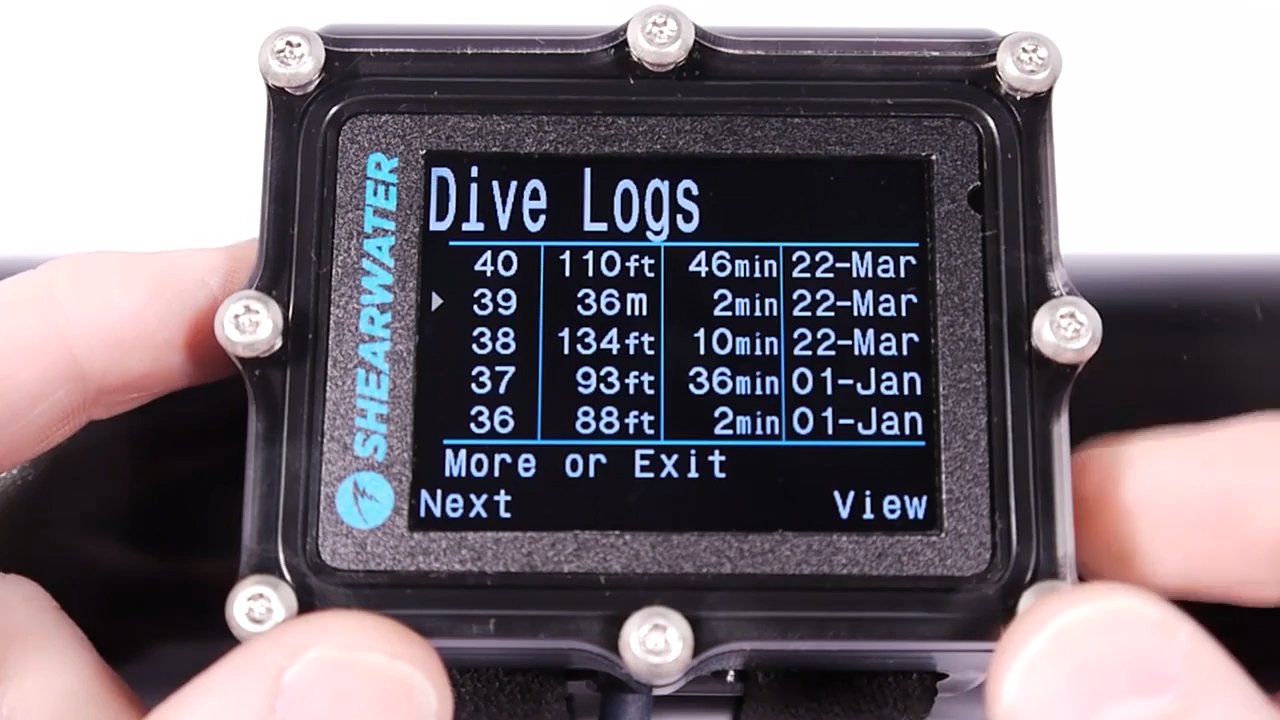 SHEARWATER
Dive Logs
40 110ft 46min 22-Mar
39 36m 2min 22-Mar
38 134ft 10min 22-Mar
37 93ft 36min 01-Jan
36 88ft 2min 01-Jan
More or Exit
Next View